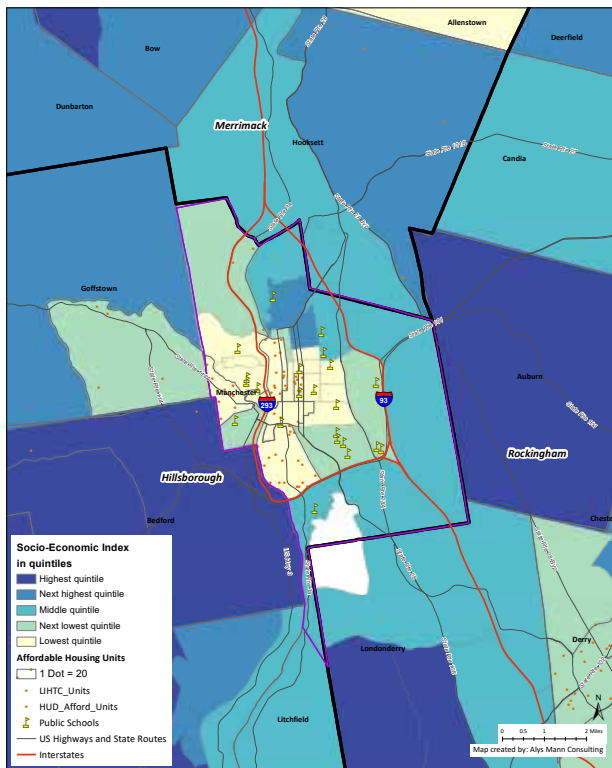 Allenstown
Deerfield
Bow
Dunbarton
Merrimack
Hooksett
Candia
Goffstown
Manchester
293
93
Auburn
Rockingham
Hillsborough
Bedford
Chester
Londonderry
Derry
Litchfield
Socio-Economic Index
in quintiles
Highest quintile
Next highest quintile
Middle quintile
Next lowest quintile
Lowest quintile
Affordable Housing Units
1 Dot = 20
LIHTC_Units
HUD_Afford_Units
Public Schools
US Highways and State Routes
Interstates
N
0 0.5 1 2 Miles
Map created by: Alys Mann Consulting